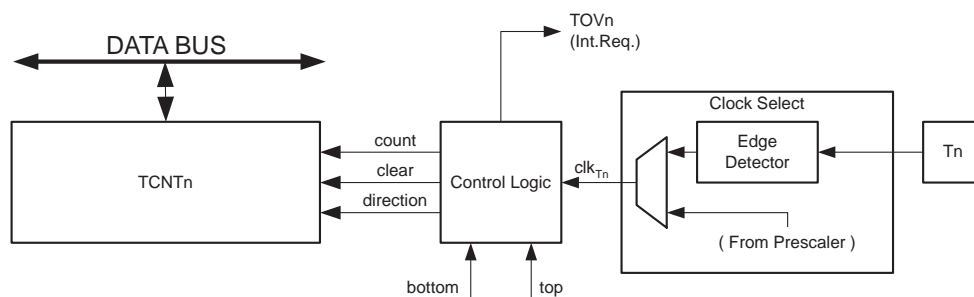 TOVn
(Int.Req.)
DATA BUS
Clock Select
count
Edge
Detector
Tn
TCNTn
clear
Control Logic
clkTn
direction
( From Prescaler )
bottom
top